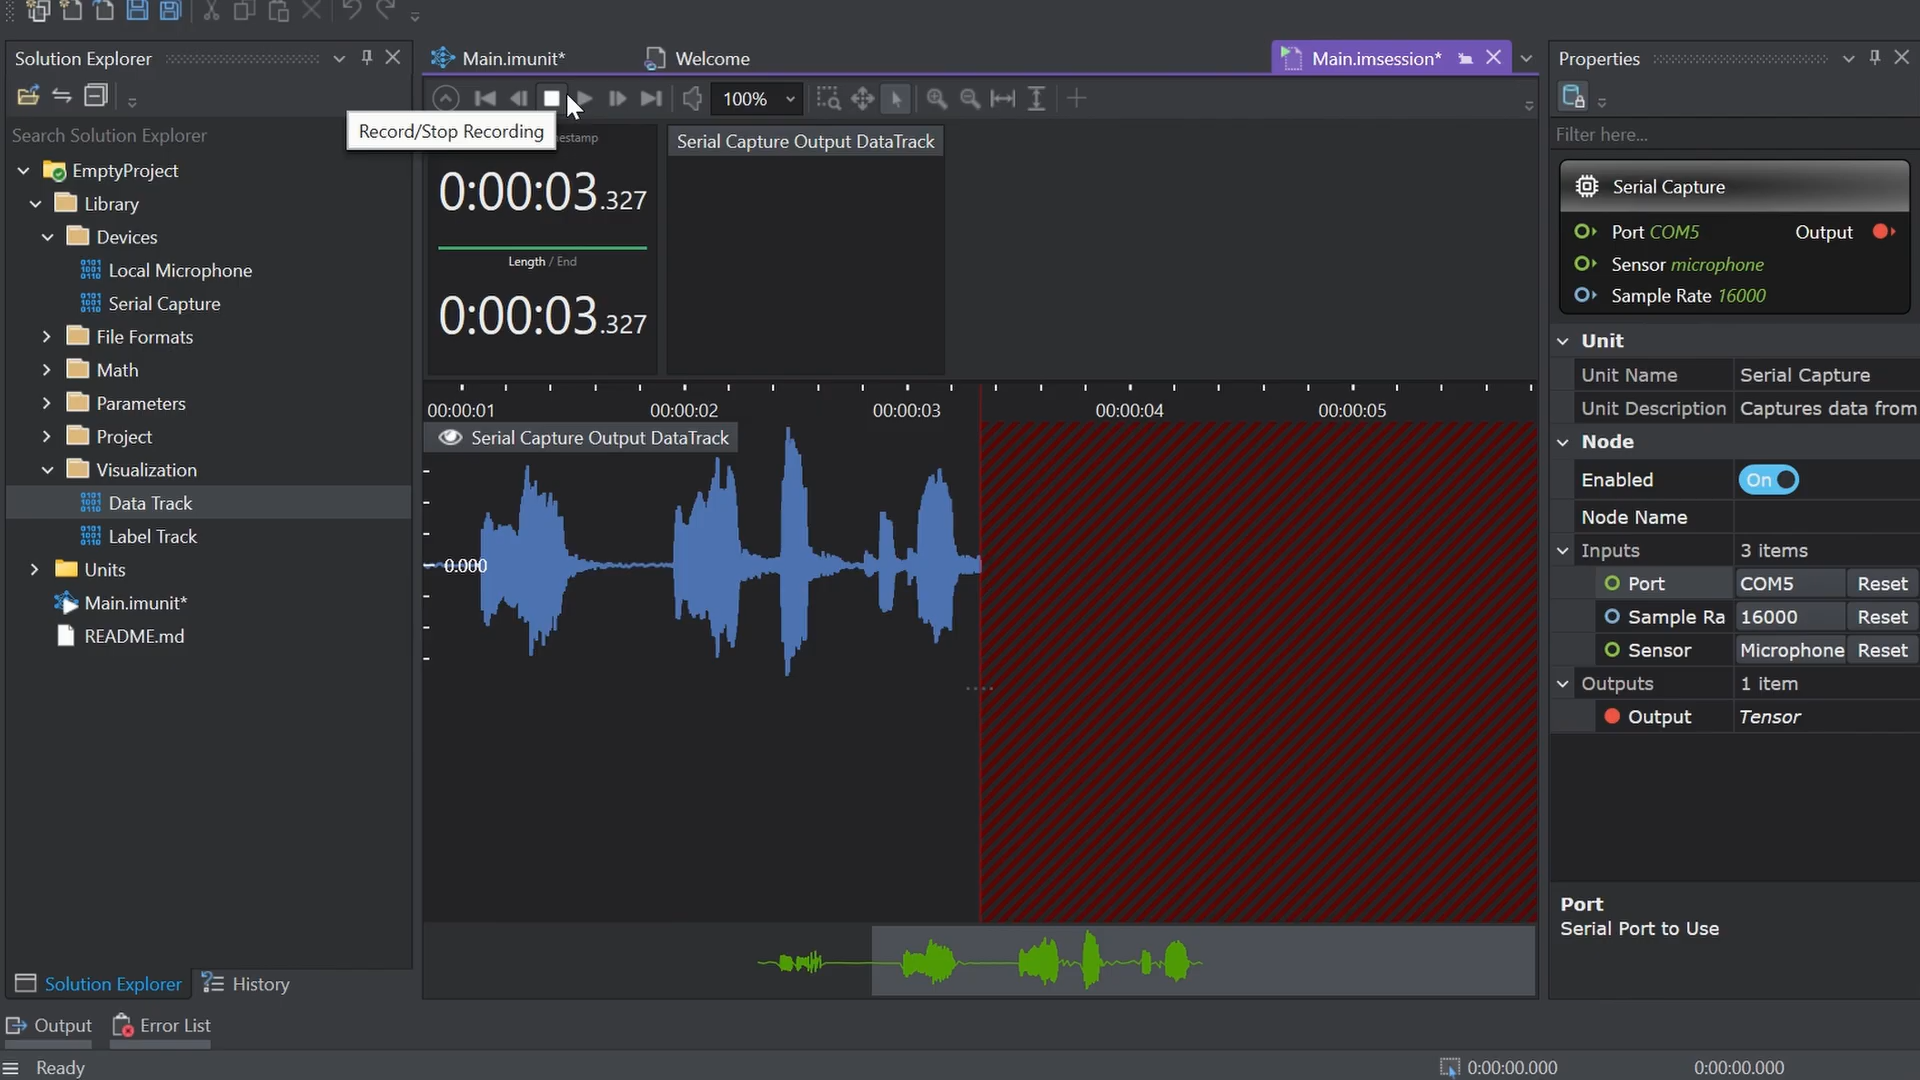 Solution Explorer
Main.imunit*
Welcome
Main.imsession*
Properties
100%
Record/Stop Recording
Search Solution Explorer
Serial Capture Output DataTrack
Filter here...
EmptyProject
Library
Devices
Local Microphone
Serial Capture
File Formats
Math
Parameters
Project
Visualization
Data Track
Label Track
Units
Main.imunit*
README.md
0:00:03.327
Length / End
0:00:03.327
00:00:01 00:00:02 00:00:03 00:00:04 00:00:05
Serial Capture Output DataTrack
0.000
Serial Capture
Port COM5 Output
Sensor microphone
Sample Rate 16000
Unit
Unit Name Serial Capture
Unit Description Captures data from
Node
Enabled On
Node Name
Inputs 3 items
Port COM5 Reset
Sample Ra 16000 Reset
Sensor Microphone Reset
Outputs 1 item
Output Tensor
Port
Serial Port to Use
Solution Explorer History
Output Error List
Ready
0:00:00.000 0:00:00.000